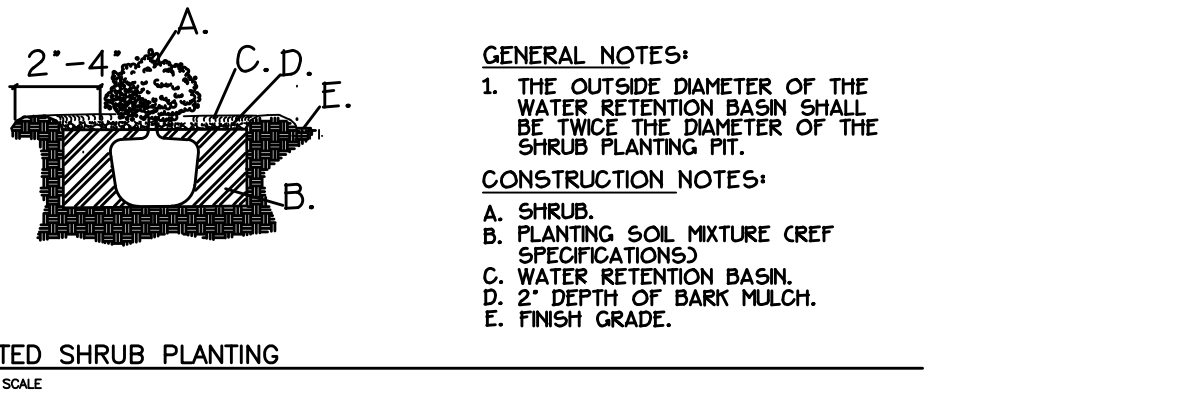 A.
2"-4"
C. D.
E.
B.
GENERAL NOTES:
1. THE OUTSIDE DIAMETER OF THE
WATER RETENTION BASIN SHALL
BE TWICE THE DIAMETER OF THE
SHRUB PLANTING PIT.
CONSTRUCTION NOTES:
A. SHRUB.
B. PLANTING SOIL MIXTURE (REF
SPECIFICATIONS)
C. WATER RETENTION BASIN.
D. 2" DEPTH OF BARK MULCH.
E. FINISH GRADE.
TED SHRUB PLANTING
SCALE